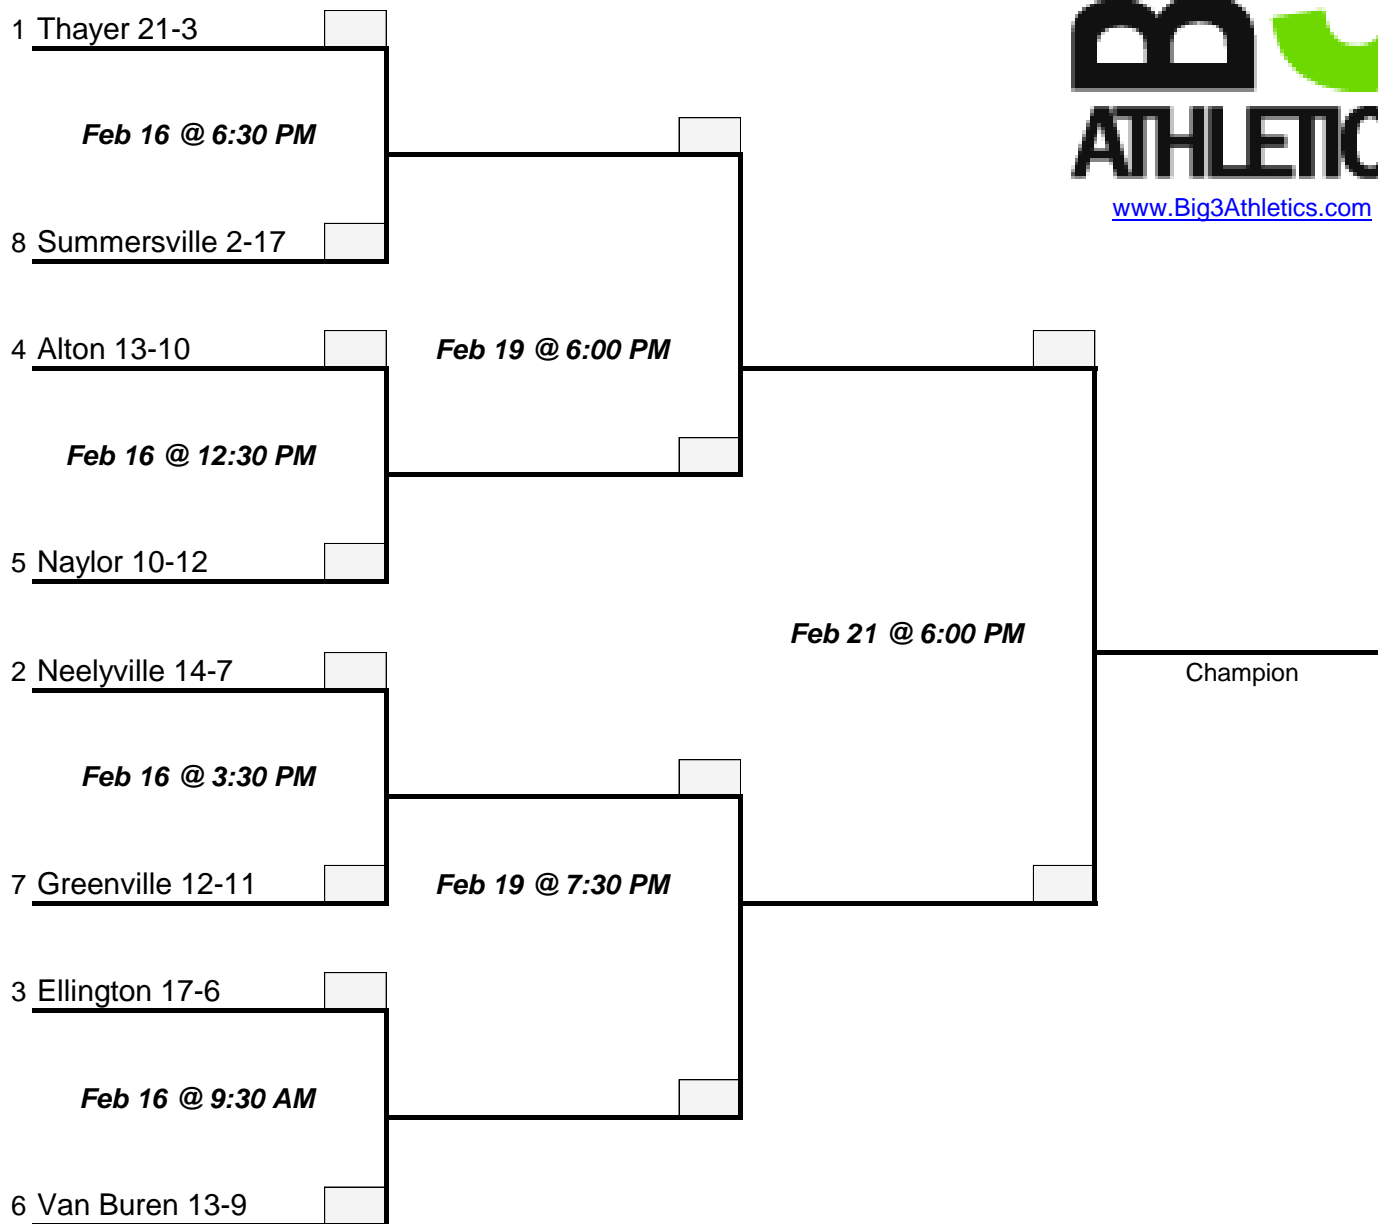 1 Thayer 21-3
Feb 16 @ 6:30 PM
8 Summersville 2-17
4 Alton 13-10
Feb 19 @ 6:00 PM
Feb 16 @ 12:30 PM
5 Naylor 10-12
Feb 21 @ 6:00 PM
2 Neelyville 14-7
Champion
Feb 16 @ 3:30 PM
7 Greenville 12-11
Feb 19 @ 7:30 PM
3 Ellington 17-6
Feb 16 @ 9:30 AM
6 Van Buren 13-9
B
ATHLETIC
www.Big3Athletics.com